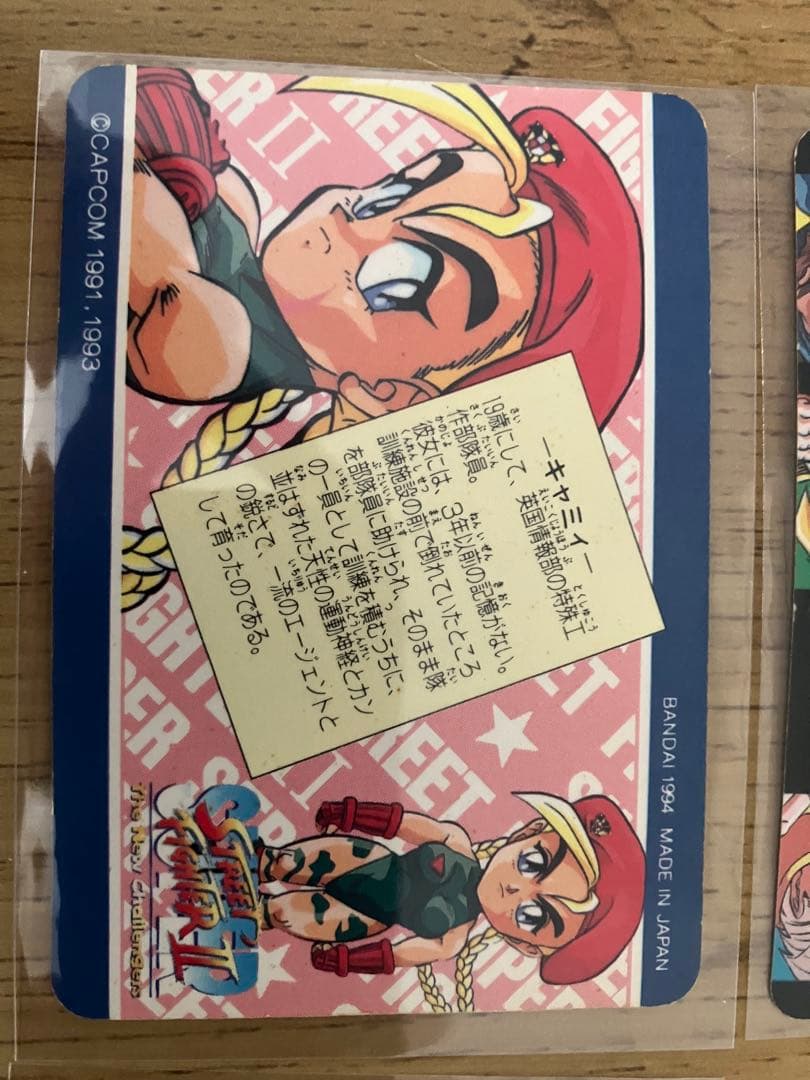 ©CAPCOM 1991, 1993
ーキャミィー
19歳にして、英国情報部の特殊工
作部隊員。
彼女には、3年以前の記憶がない。
訓練施設の前で倒れていたところ
を部隊員に助けられ、そのまま隊
の一員として訓練を積むうちに、
並はずれた天性の運動神経とカン
の鋭さで、一流のエージェントと
して育ったのである。
SUPER
STREET
FIGHTER II
The New Challengers
BANDAI 1994 MADE IN JAPAN